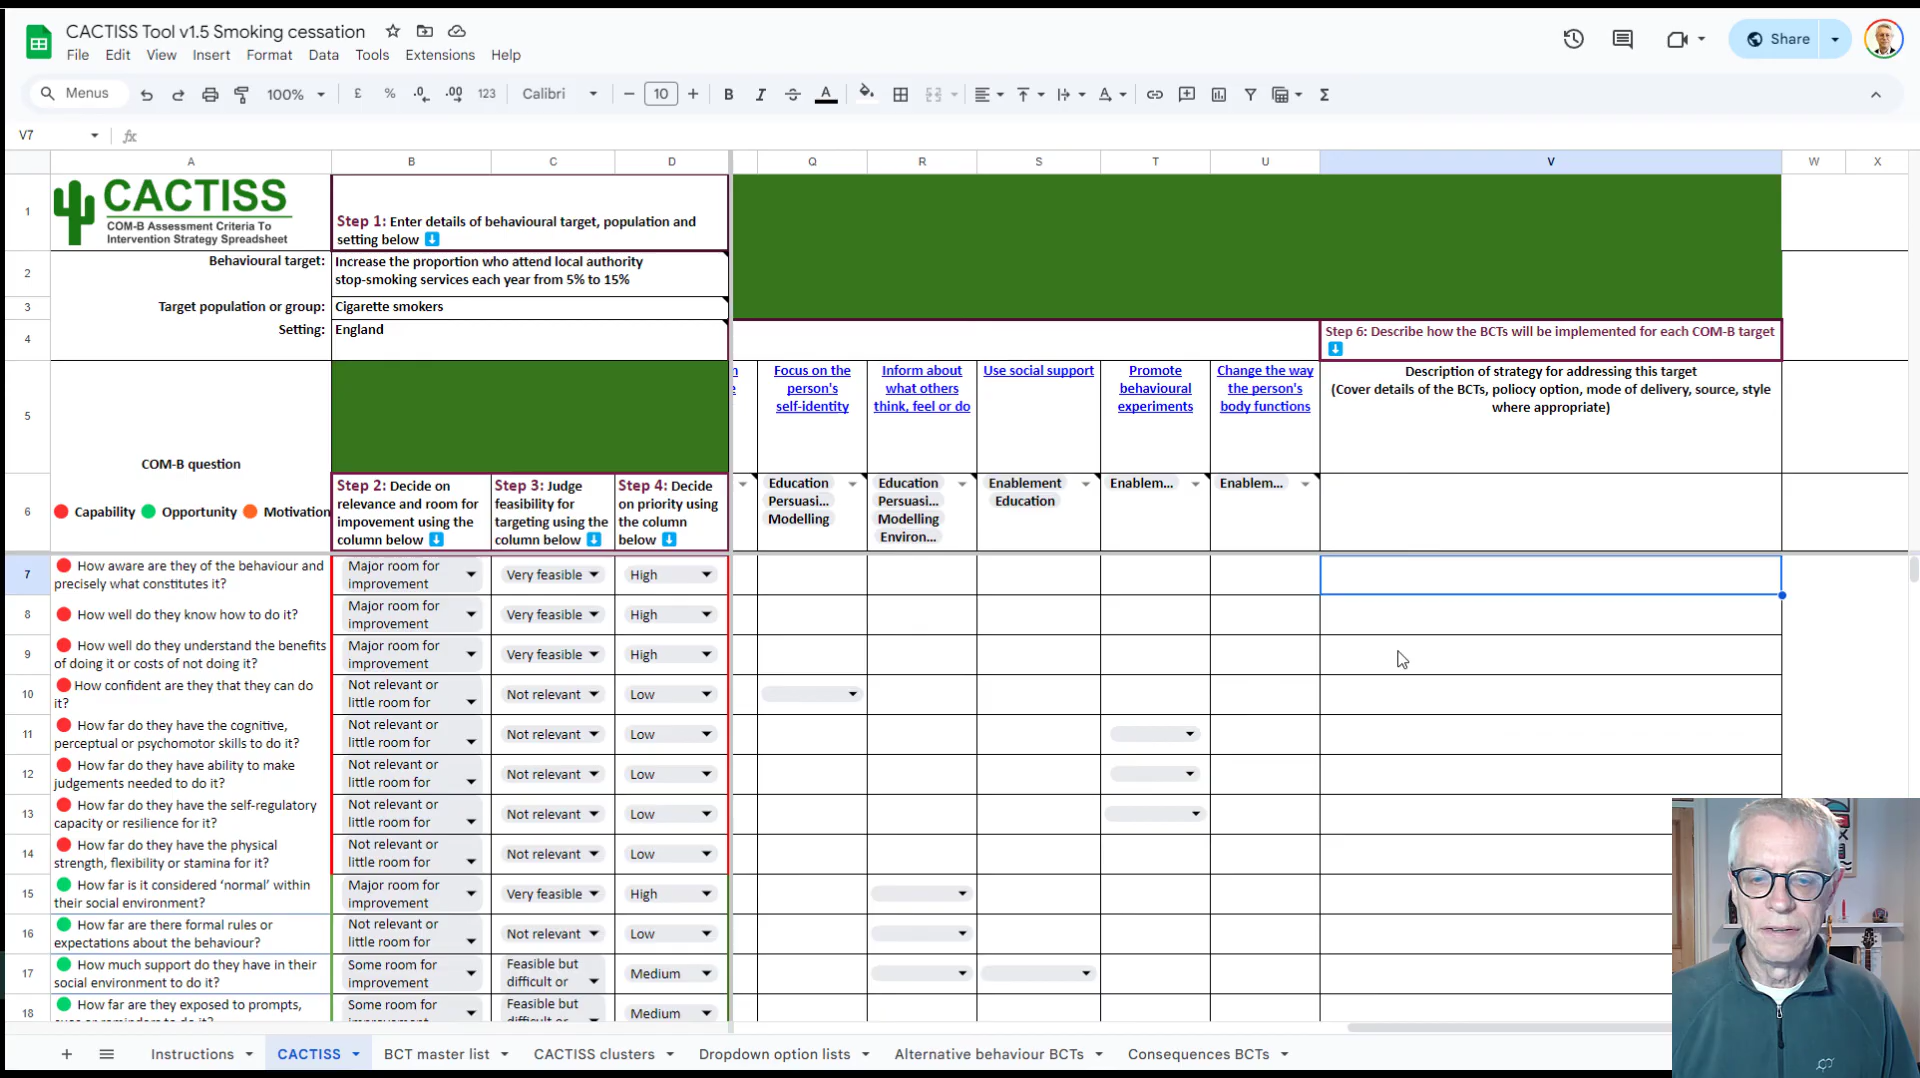 CACTISS Tool v1.5 Smoking cessation
File Edit View Insert Format Data Tools Extensions Help
Share
Menus 100% £ % .0 .00 123 Calibri 10 B I A
V7
A B C D Q R S T U V W X
1
CACTISS
COM-B Assessment Criteria To
Intervention Strategy Spreadsheet
Step 1: Enter details of behavioural target, population and
setting below
2
Behavioural target:
Increase the proportion who attend local authority
stop-smoking services each year from 5% to 15%
3
Target population or group:
Cigarette smokers
4
Setting:
England
Step 6: Describe how the BCTs will be implemented for each COM-B target
5
COM-B question
Focus on the
person's
self-identity
Inform about
what others
think, feel or do
Use social support
Promote
behavioural
experiments
Change the way
the person's
body functions
Description of strategy for addressing this target
(Cover details of the BCTs, poliocy option, mode of delivery, source, style
where appropriate)
6
Capability Opportunity Motivation
Step 2: Decide on
relevance and room for
impovement using the
column below
Step 3: Judge
feasibility for
targeting using the
column below
Step 4: Decide
on priority using
the column
below
Education
Persuasi...
Modelling
Education
Persuasi...
Modelling
Environ...
Enablement
Education
Enablem...
Enablem...
7
How aware are they of the behaviour and
precisely what constitutes it?
Major room for
improvement
Very feasible
High
8
How well do they know how to do it?
Major room for
improvement
Very feasible
High
9
How well do they understand the benefits
of doing it or costs of not doing it?
Major room for
improvement
Very feasible
High
10
How confident are they that they can do
it?
Not relevant or
little room for
Not relevant
Low
11
How far do they have the cognitive,
perceptual or psychomotor skills to do it?
Not relevant or
little room for
Not relevant
Low
12
How far do they have ability to make
judgements needed to do it?
Not relevant or
little room for
Not relevant
Low
13
How far do they have the self-regulatory
capacity or resilience for it?
Not relevant or
little room for
Not relevant
Low
14
How far do they have the physical
strength, flexibility or stamina for it?
Not relevant or
little room for
Not relevant
Low
15
How far is it considered ‘normal’ within
their social environment?
Major room for
improvement
Very feasible
High
16
How far are there formal rules or
expectations about the behaviour?
Not relevant or
little room for
Not relevant
Low
17
How much support do they have in their
social environment to do it?
Some room for
improvement
Feasible but
difficult or
Medium
18
How far are they exposed to prompts,
Some room for
Feasible but
difficult or
Medium
Instructions CACTISS BCT master list CACTISS clusters Dropdown option lists Alternative behaviour BCTs Consequences BCTs